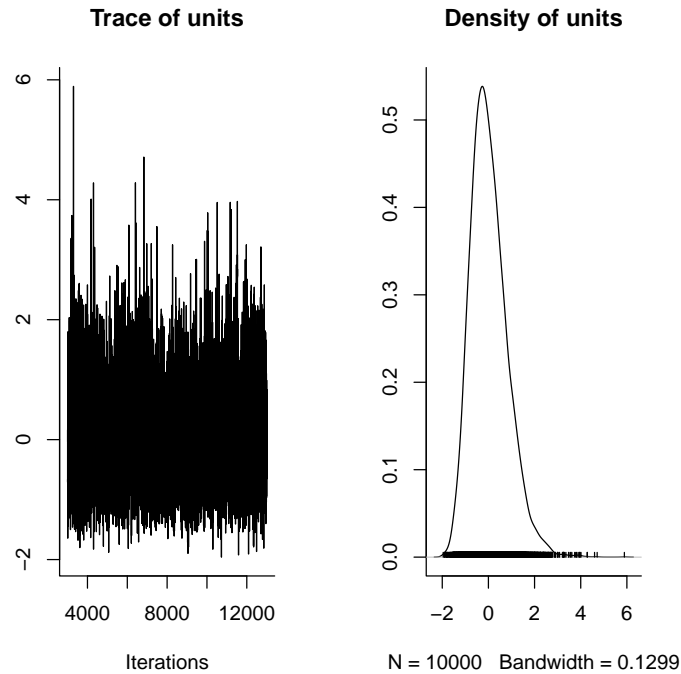 Trace of units
Density of units
6
4
2
0
−2
4000 8000 12000
Iterations
0.5
0.4
0.3
0.2
0.1
0.0
−2 0 2 4 6
N = 10000 Bandwidth = 0.1299